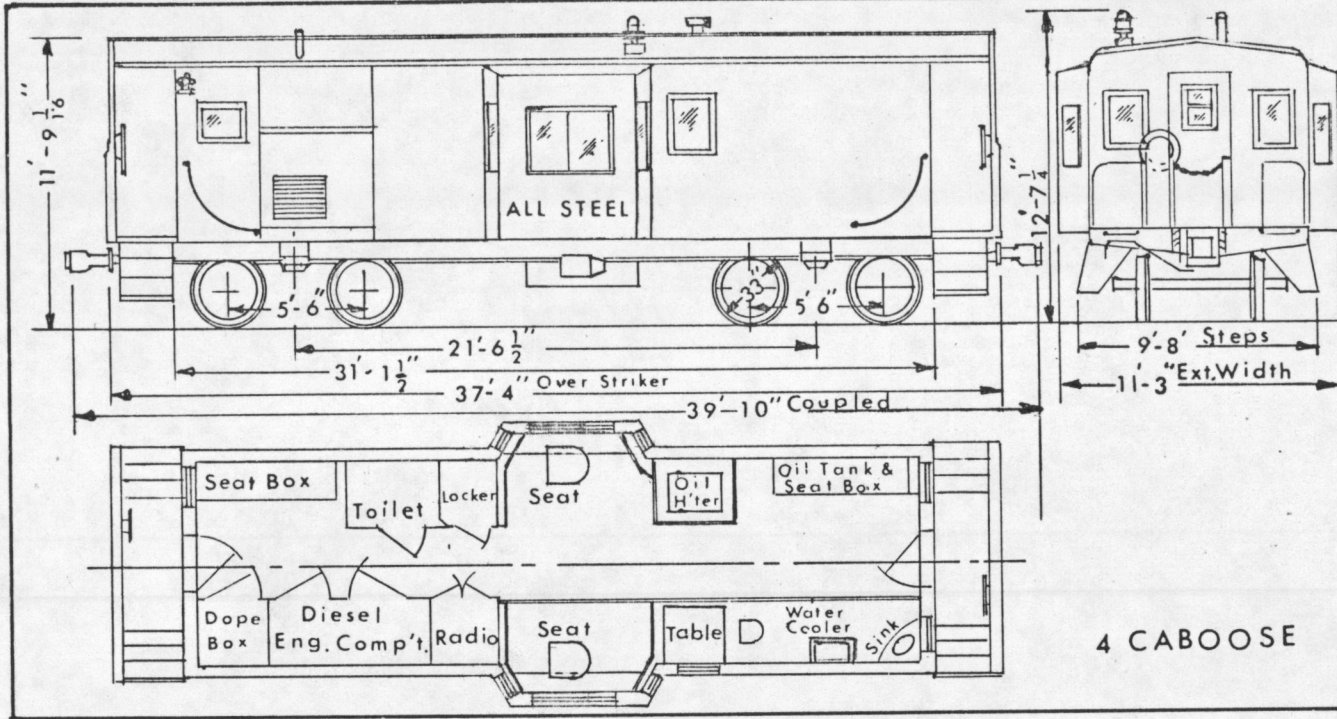 11'-9 1/16"
ALL STEEL
12'-7 1/4"
33"
5'-6"
5'6"
21'-6 1/2"
31'-1 1/2"
37'-4" Over Striker
39'-10" Coupled
9'-8' Steps
11'-3 "Ext.Width
Seat Box
Toilet
Locker
Seat
Oil
H'ter
Oil Tank &
Seat Box
Dope
Box
Diesel
Eng. Comp't.
Radio
Seat
Table
Water
Cooler
Sink
4 CABOOSE